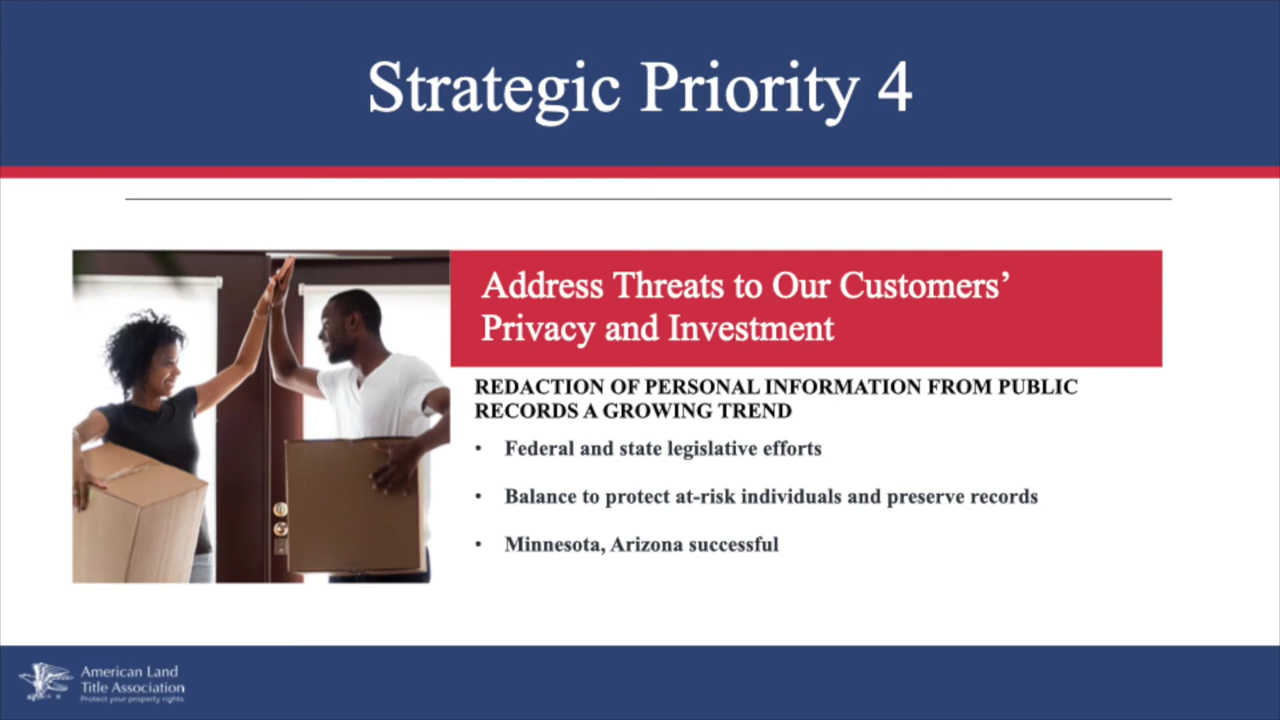 Strategic Priority 4
Address Threats to Our Customers’
Privacy and Investment
REDACTION OF PERSONAL INFORMATION FROM PUBLIC
RECORDS A GROWING TREND
• Federal and state legislative efforts
• Balance to protect at-risk individuals and preserve records
• Minnesota, Arizona successful
American Land
Title Association
Protect your property rights